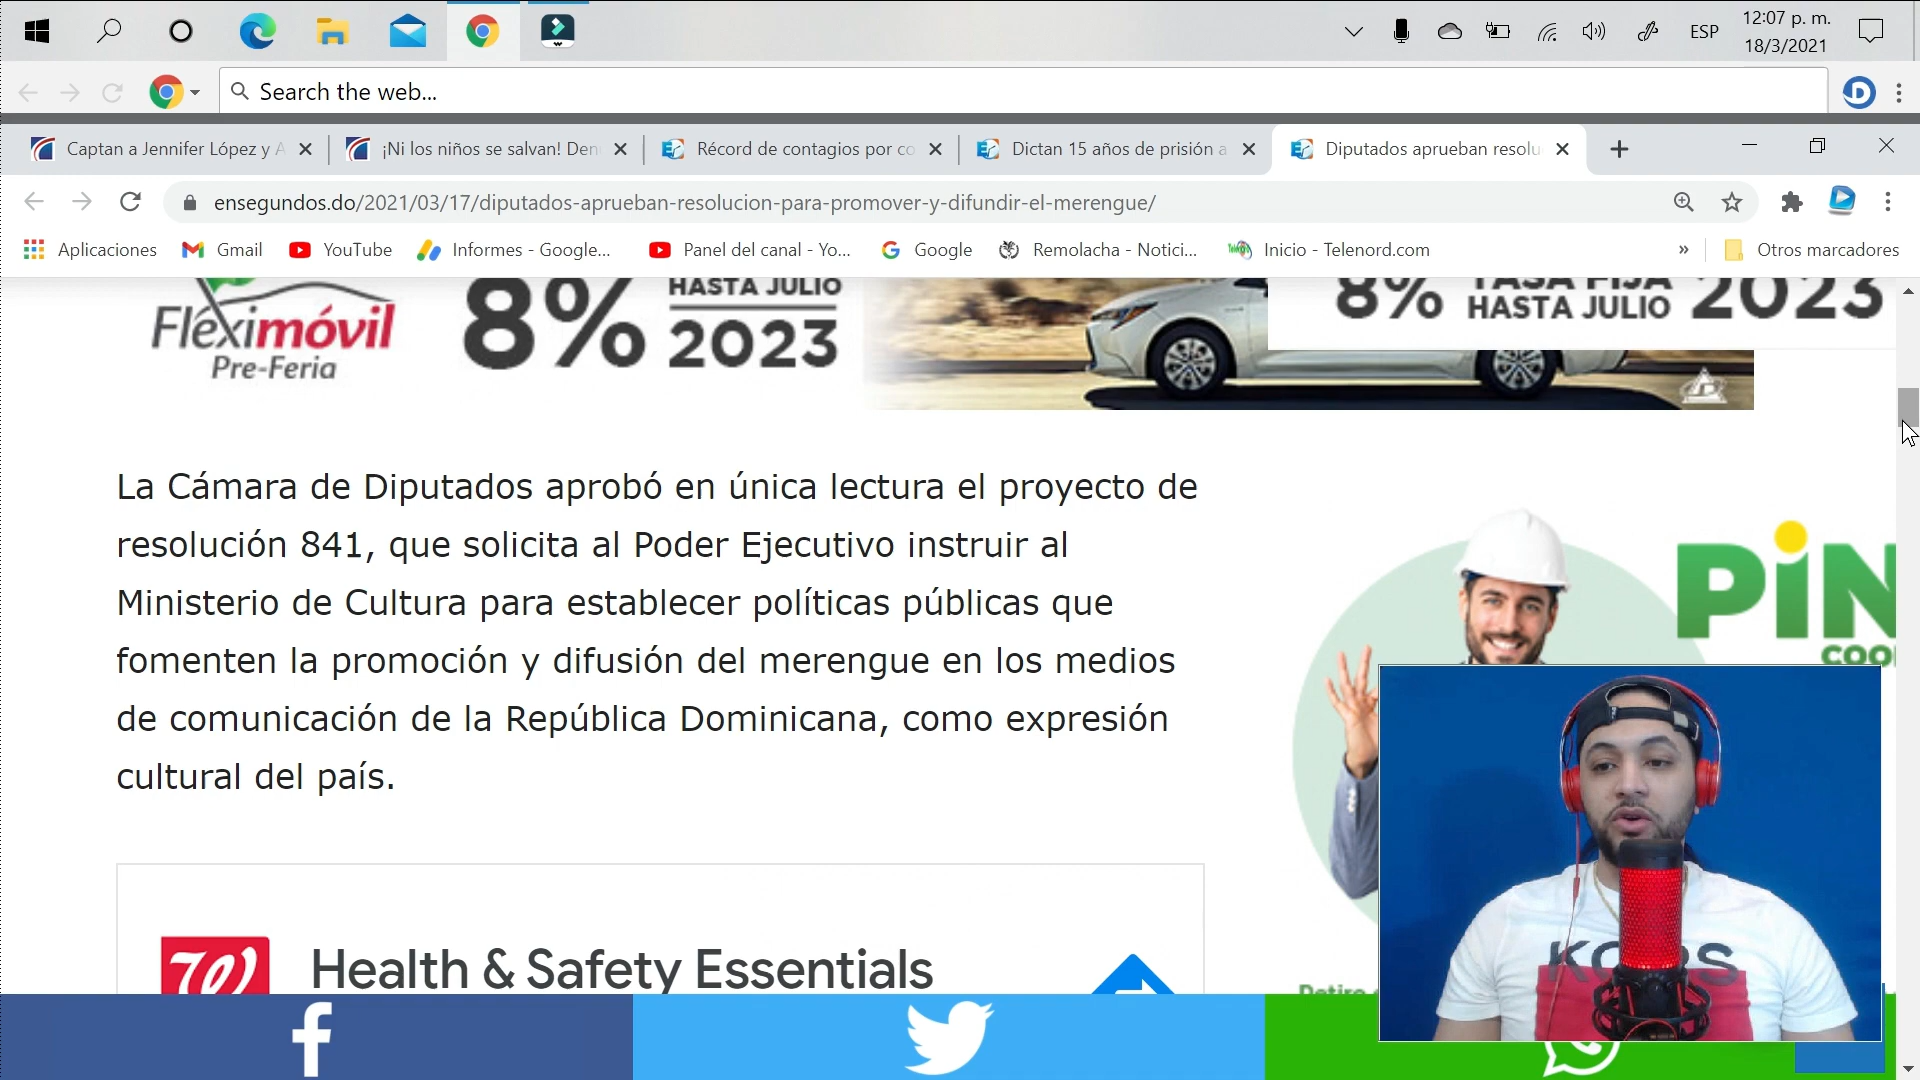 ESP
12:07 p. m.
18/3/2021
Search the web...
Captan a Jennifer López y A
¡Ni los niños se salvan! Den
Récord de contagios por co
Dictan 15 años de prisión a
Diputados aprueban resolu
ensegundos.do/2021/03/17/diputados-aprueban-resolucion-para-promover-y-difundir-el-merengue/
Aplicaciones
Gmail
YouTube
Informes - Google...
Panel del canal - Yo...
Google
Remolacha - Notici...
Inicio - Telenord.com
»
Otros marcadores
Fleximóvil
Pre-Feria
8%
HASTA JULIO
2023
8%
TASA FIJA
HASTA JULIO
2023
La Cámara de Diputados aprobó en única lectura el proyecto de
resolución 841, que solicita al Poder Ejecutivo instruir al
Ministerio de Cultura para establecer políticas públicas que
fomenten la promoción y difusión del merengue en los medios
de comunicación de la República Dominicana, como expresión
cultural del país.
PiN
COO
Health & Safety Essentials
Retiro
KORS